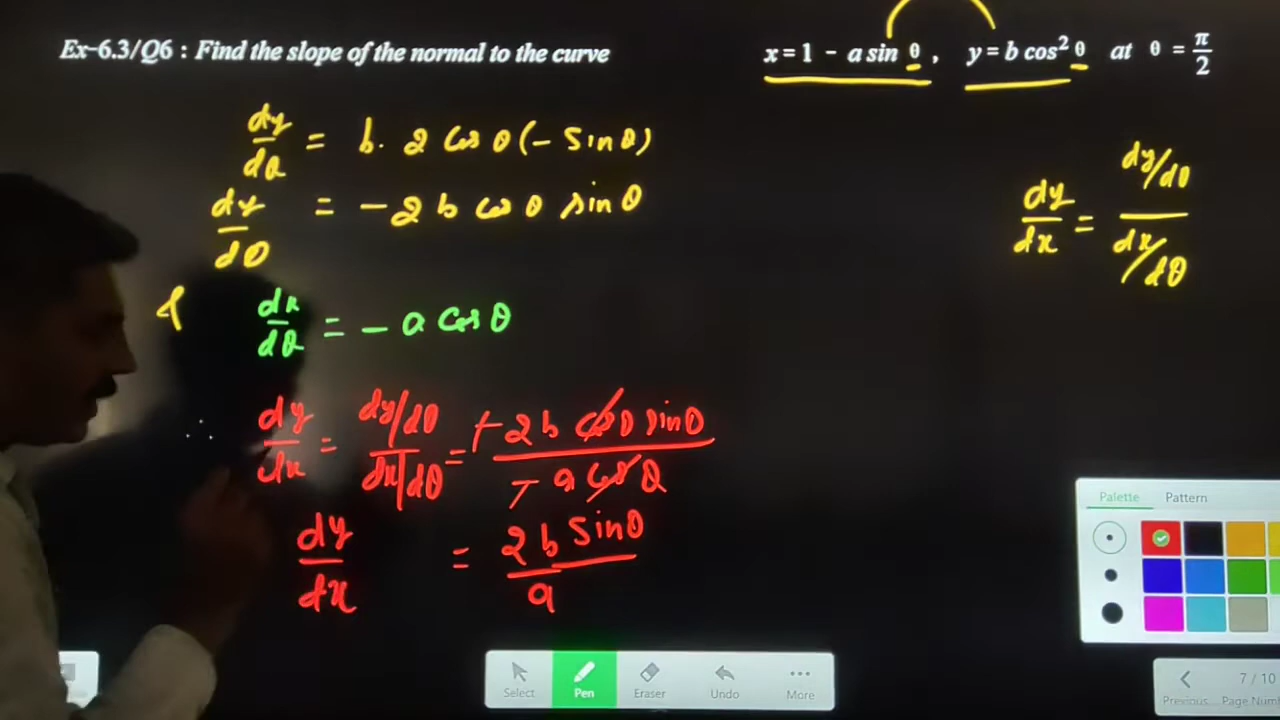 Ex-6.3/Q6 : Find the slope of the normal to the curve x = 1 - a sin θ , y = b cos² θ at θ = π/2
dy/dθ = b. 2 cos θ (- sin θ)
dy/dθ = - 2 b cos θ sin θ
dy/dx = (dy/dθ)/(dx/dθ)
& dx/dθ = - a cos θ
∴ dy/dx = (dy/dθ)/(dx/dθ) = (- 2 b cos θ sin θ)/(- a cos θ)
dy/dx = (2 b sin θ)/a
Palette Pattern
Select Pen Eraser Undo More
7 / 10
Previous... Page Num